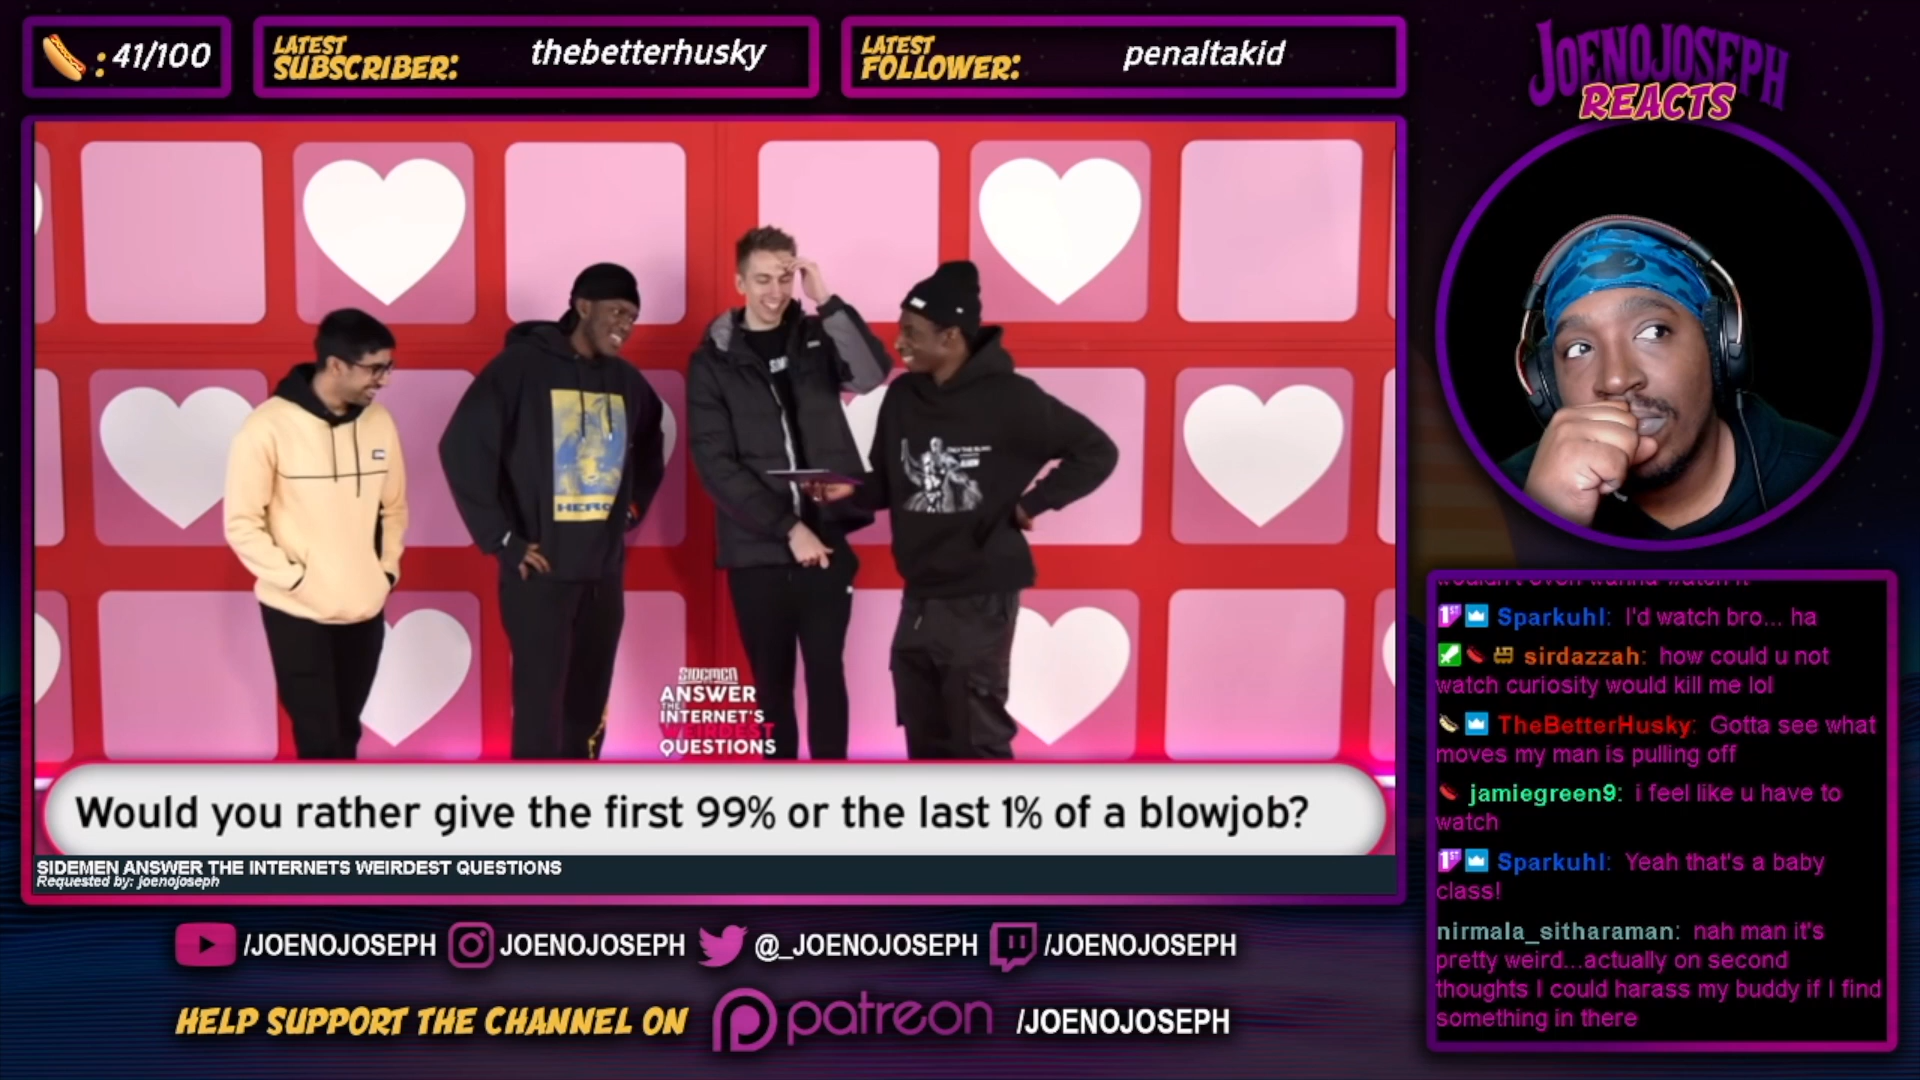 : 41/100
LATEST SUBSCRIBER: thebetterhusky
LATEST FOLLOWER: penaltakid
JOENOJOSEPH
REACTS
HERO
SIDEMEN
ANSWER
THE
INTERNET'S
WEIRDEST
QUESTIONS
Would you rather give the first 99% or the last 1% of a blowjob?
SIDEMEN ANSWER THE INTERNETS WEIRDEST QUESTIONS
Requested by: joenojoseph
/JOENOJOSEPH JOENOJOSEPH @_JOENOJOSEPH /JOENOJOSEPH
HELP SUPPORT THE CHANNEL ON patreon /JOENOJOSEPH
1ST Sparkuhl: I'd watch bro... ha
sirdazzah: how could u not
watch curiosity would kill me lol
TheBetterHusky: Gotta see what
moves my man is pulling off
jamiegreen9: i feel like u have to
watch
1ST Sparkuhl: Yeah that's a baby
class!
nirmala_sitharaman: nah man it's
pretty weird...actually on second
thoughts I could harass my buddy if I find
something in there